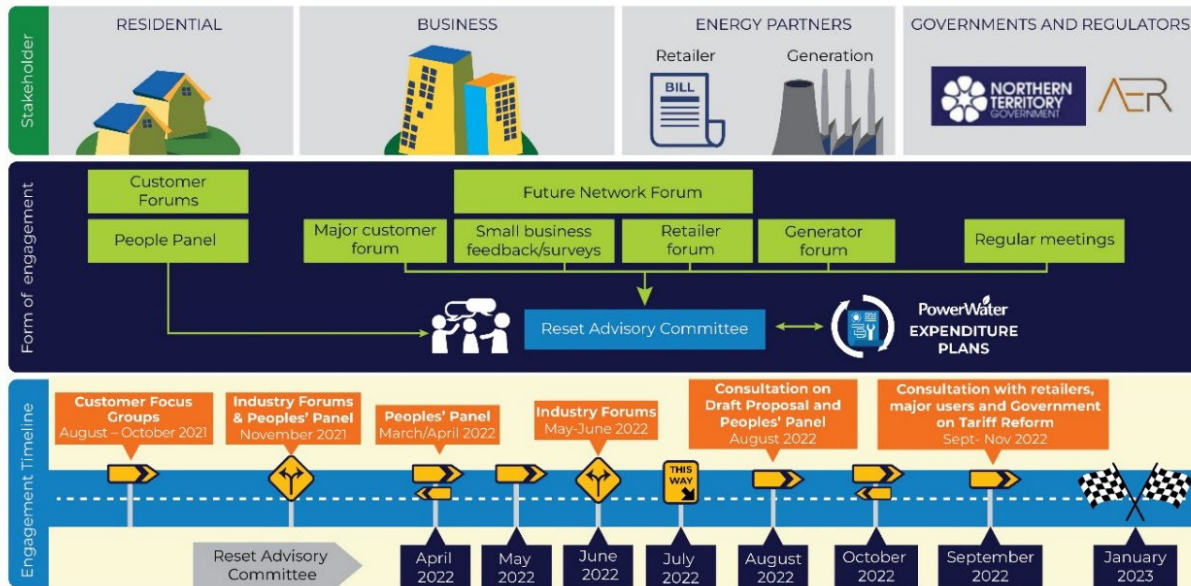 Stakeholder
RESIDENTIAL
BUSINESS
ENERGY PARTNERS
Retailer
BILL
Generation
GOVERNMENTS AND REGULATORS
NORTHERN
TERRITORY
GOVERNMENT
AER
Form of engagement
Customer
Forums
People Panel
Future Network Forum
Major customer
forum
Small business
feedback/surveys
Retailer
forum
Generator
forum
Regular meetings
Reset Advisory Committee
PowerWater
EXPENDITURE
PLANS
Engagement Timeline
Customer Focus
Groups
August – October 2021
Industry Forums
& Peoples' Panel
November 2021
Peoples' Panel
March/April 2022
Industry Forums
May-June 2022
Consultation on
Draft Proposal and
Peoples' Panel
August 2022
Consultation with retailers,
major users and Government
on Tariff Reform
Sept- Nov 2022
THIS
WAY
Reset Advisory
Committee
April
2022
May
2022
June
2022
July
2022
August
2022
October
2022
September
2022
January
2023